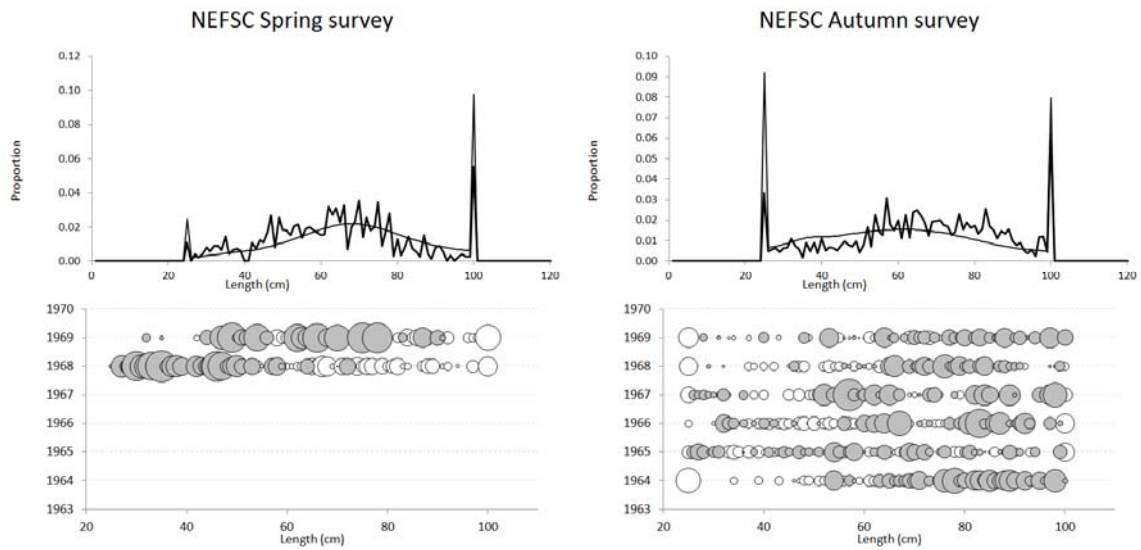 NEFSC Spring survey
0.12
0.10
0.08
0.06
0.04
0.02
0.00
Proportion
0 20 40 60 80 100 120
Length (cm)
1970
1969
1968
1967
1966
1965
1964
1963
20 40 60 80 100
Length (cm)
NEFSC Autumn survey
0.10
0.09
0.08
0.07
0.06
0.05
0.04
0.03
0.02
0.01
0.00
Proportion
0 20 40 60 80 100 120
Length (cm)
1970
1969
1968
1967
1966
1965
1964
1963
20 40 60 80 100
Length (cm)